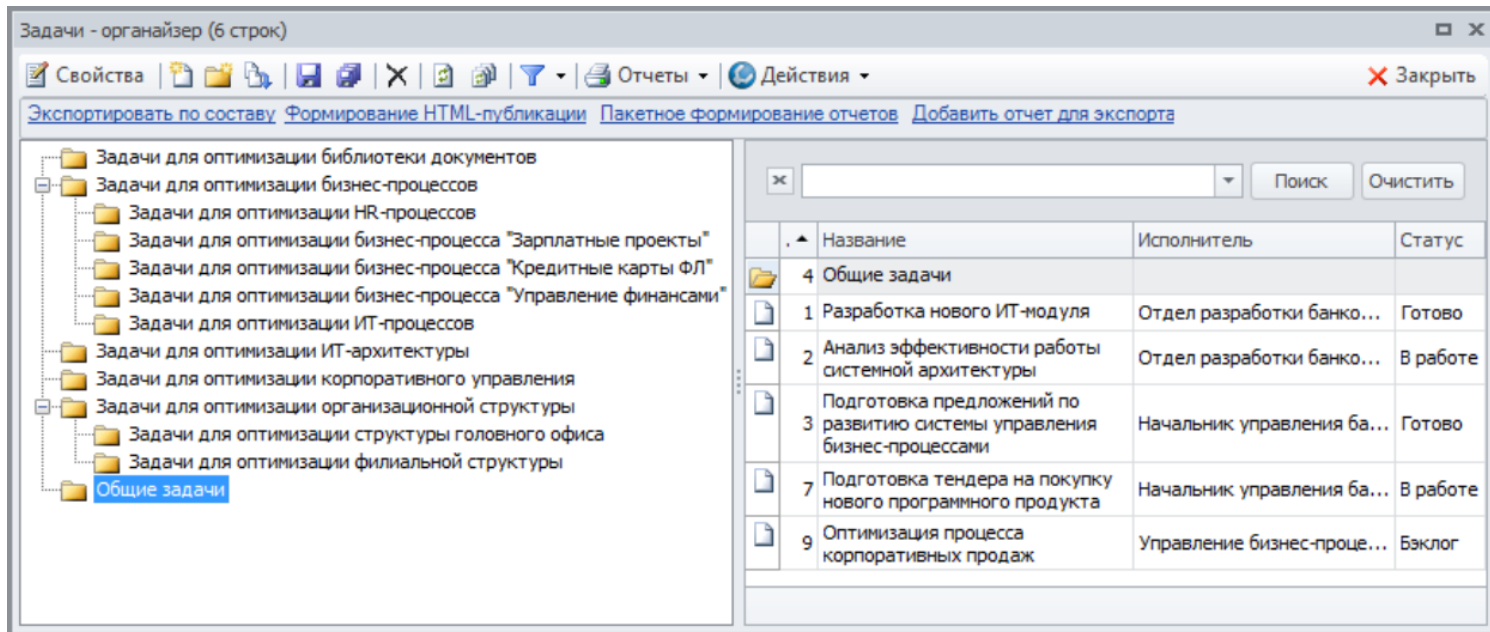 Задачи - органайзер (6 строк)
Свойства Отчеты Действия Закрыть
Экспортировать по составу Формирование HTML-публикации Пакетное формирование отчетов Добавить отчет для экспорта
Задачи для оптимизации библиотеки документов
Задачи для оптимизации бизнес-процессов
Задачи для оптимизации HR-процессов
Задачи для оптимизации бизнес-процесса "Зарплатные проекты"
Задачи для оптимизации бизнес-процесса "Кредитные карты ФЛ"
Задачи для оптимизации бизнес-процесса "Управление финансами"
Задачи для оптимизации ИТ-процессов
Задачи для оптимизации ИТ-архитектуры
Задачи для оптимизации корпоративного управления
Задачи для оптимизации организационной структуры
Задачи для оптимизации структуры головного офиса
Задачи для оптимизации филиальной структуры
Общие задачи
Поиск Очистить
. Название Исполнитель Статус
4 Общие задачи
1 Разработка нового ИТ-модуля Отдел разработки банко... Готово
Анализ эффективности работы
2 системной архитектуры Отдел разработки банко... В работе
Подготовка предложений по
3 развитию системы управления Начальник управления ба... Готово
бизнес-процессами
7 Подготовка тендера на покупку Начальник управления ба... В работе
нового программного продукта
9 Оптимизация процесса Управление бизнес-проце... Бэклог
корпоративных продаж